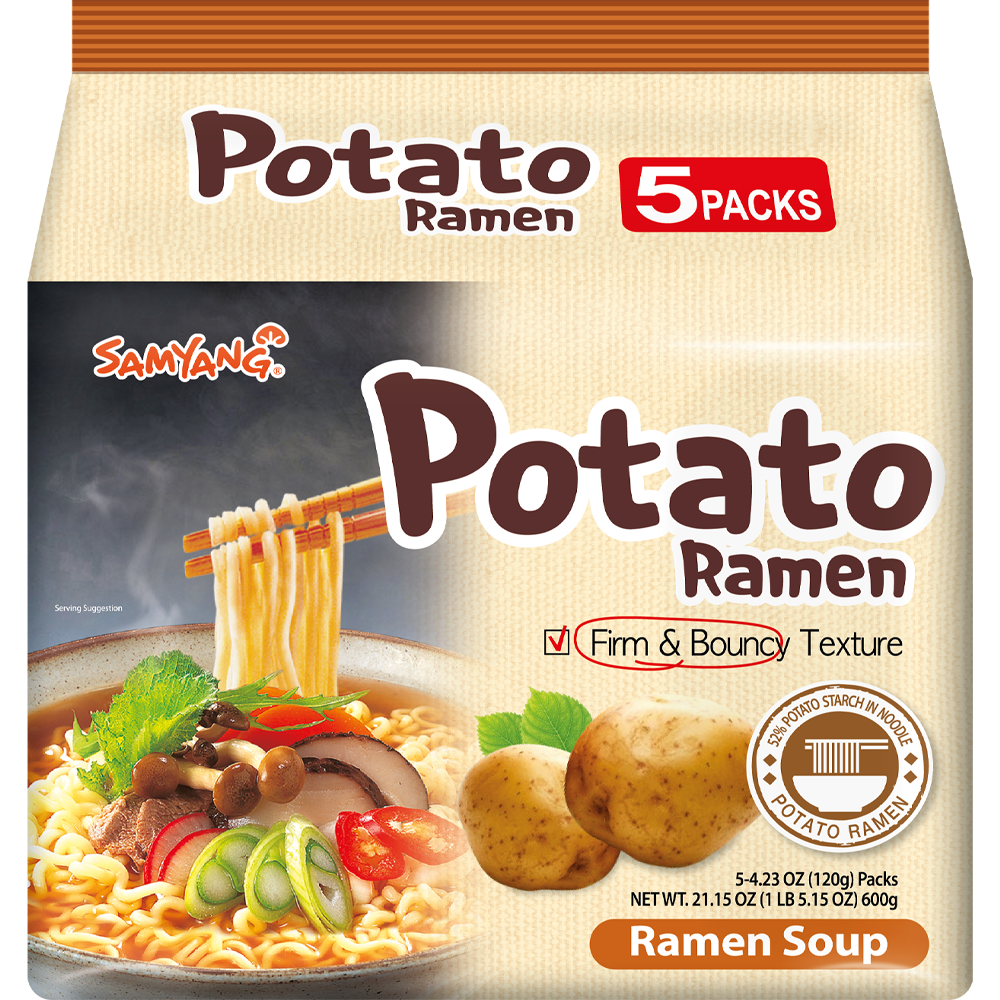 Potato
Ramen
5 PACKS
SAMYANG®
Potato
Ramen
Firm & Bouncy Texture
Serving Suggestion
52% POTATO STARCH IN NOODLE
POTATO RAMEN
5-4.23 OZ (120g) Packs
NET WT. 21.15 OZ (1 LB 5.15 OZ) 600g
Ramen Soup